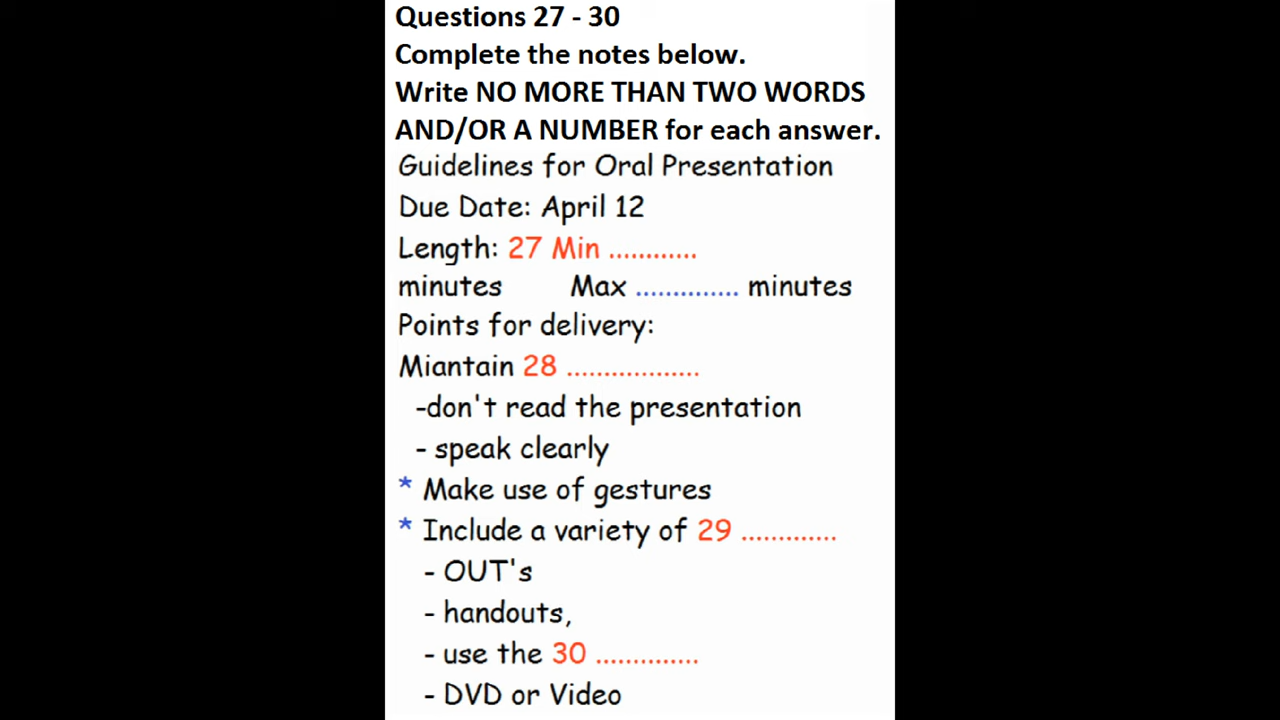 Questions 27 - 30
Complete the notes below.
Write NO MORE THAN TWO WORDS
AND/OR A NUMBER for each answer.
Guidelines for Oral Presentation
Due Date: April 12
Length: 27 Min ............
minutes Max .............. minutes
Points for delivery:
Miantain 28 ..................
-don't read the presentation
- speak clearly
* Make use of gestures
* Include a variety of 29 .............
- OUT's
- handouts,
- use the 30 ..............
- DVD or Video